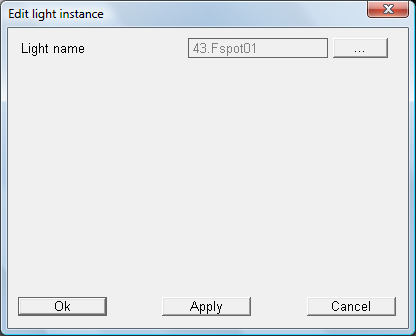 Edit light instance
Light name 43.Fspot01 ...
Ok Apply Cancel